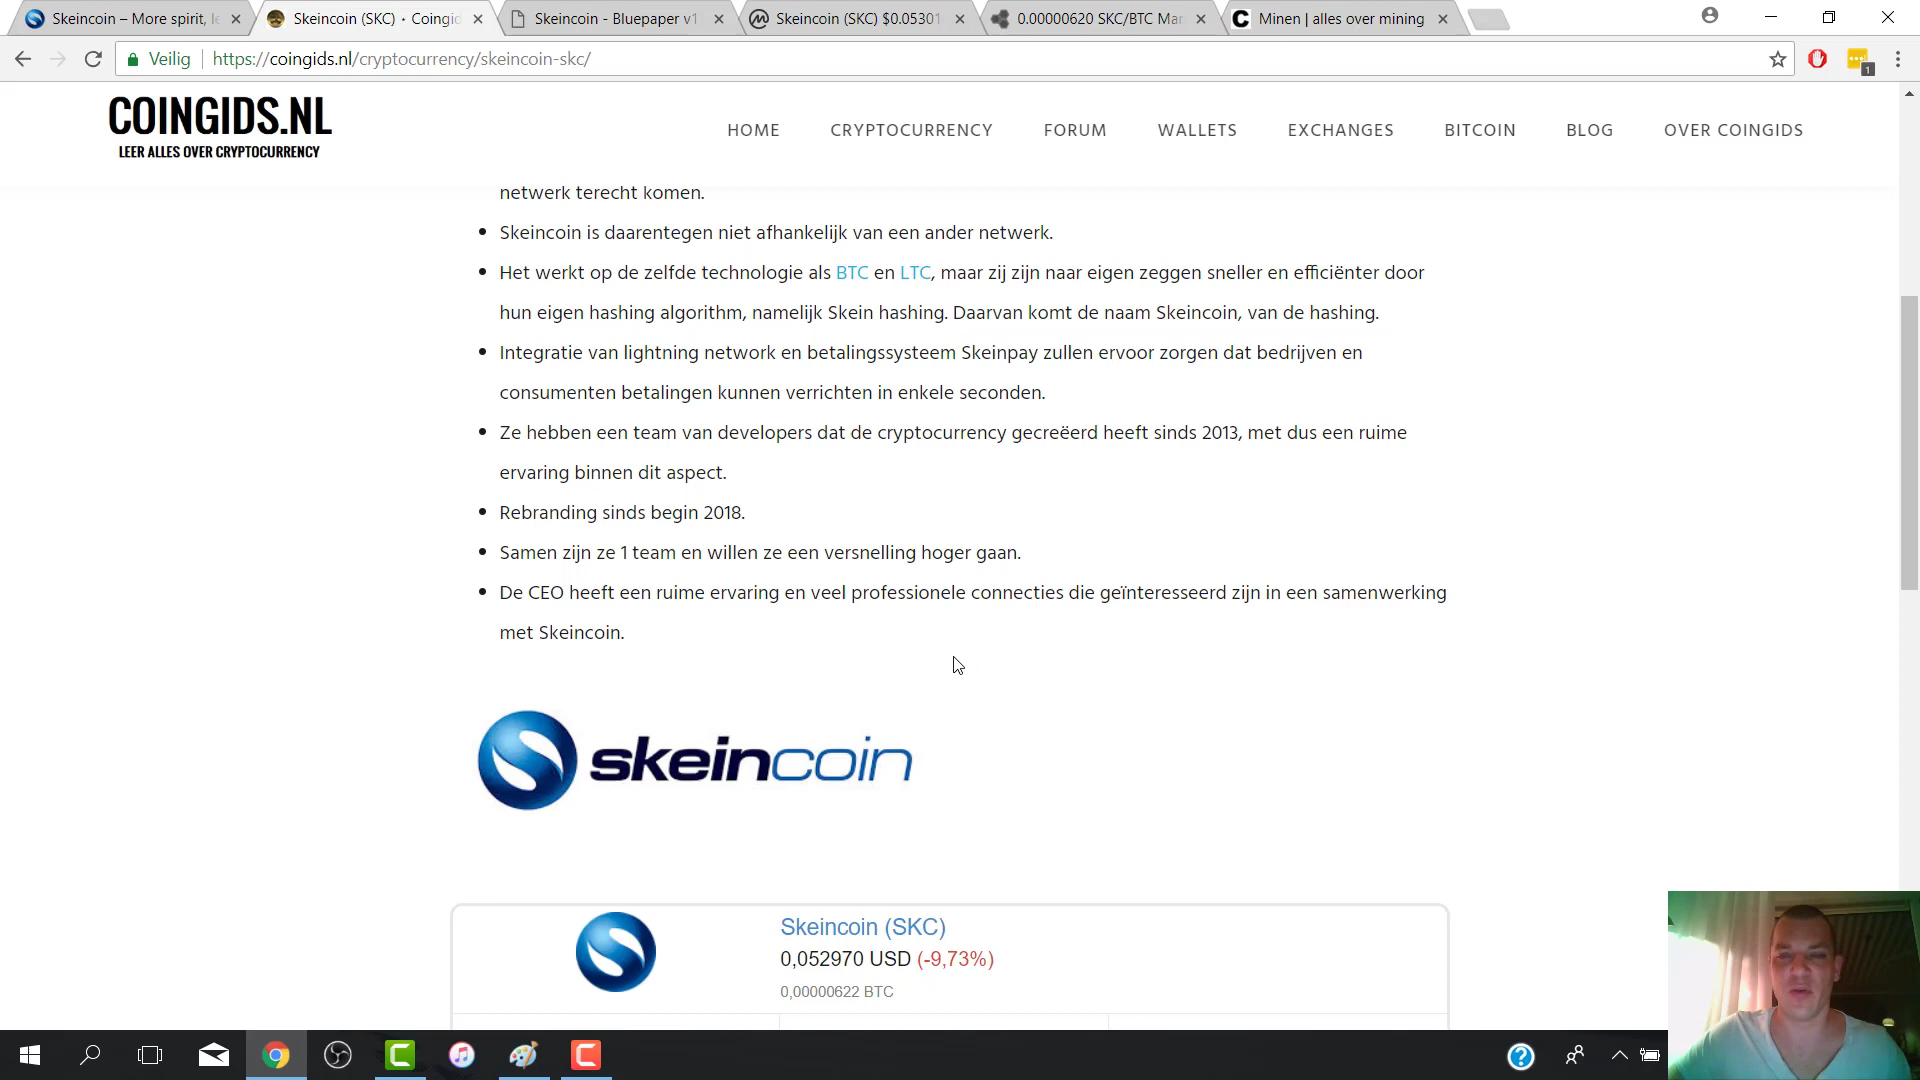 Skeincoin – More spirit, le
Skeincoin (SKC) • Coingid
Skeincoin - Bluepaper v1
Skeincoin (SKC) $0.05301
0.00000620 SKC/BTC Mar
Minen | alles over mining
Veilig
https://coingids.nl/cryptocurrency/skeincoin-skc/
1
COINGIDS.NL
LEER ALLES OVER CRYPTOCURRENCY
HOME CRYPTOCURRENCY FORUM WALLETS EXCHANGES BITCOIN BLOG OVER COINGIDS
netwerk terecht komen.
Skeincoin is daarentegen niet afhankelijk van een ander netwerk.
Het werkt op de zelfde technologie als BTC en LTC, maar zij zijn naar eigen zeggen sneller en efficiënter door
hun eigen hashing algorithm, namelijk Skein hashing. Daarvan komt de naam Skeincoin, van de hashing.
Integratie van lightning network en betalingssysteem Skeinpay zullen ervoor zorgen dat bedrijven en
consumenten betalingen kunnen verrichten in enkele seconden.
Ze hebben een team van developers dat de cryptocurrency gecreëerd heeft sinds 2013, met dus een ruime
ervaring binnen dit aspect.
Rebranding sinds begin 2018.
Samen zijn ze 1 team en willen ze een versnelling hoger gaan.
De CEO heeft een ruime ervaring en veel professionele connecties die geïnteresseerd zijn in een samenwerking
met Skeincoin.
skeincoin
Skeincoin (SKC)
0,052970 USD (-9,73%)
0,00000622 BTC